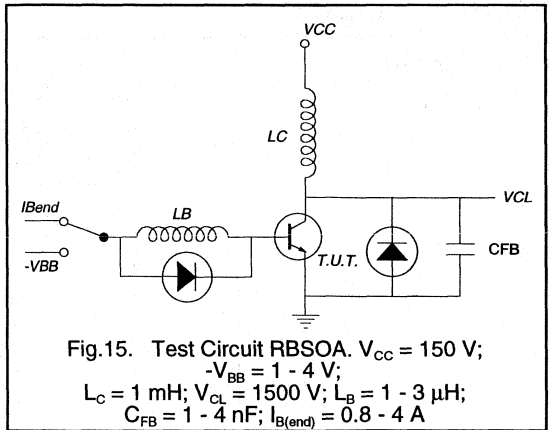 VCC
LC
IBend
LB
VCL
-VBB
T.U.T.
CFB
Fig.15. Test Circuit RBSOA. VCC = 150 V;
-VBB = 1 - 4 V;
LC = 1 mH; VCL = 1500 V; LB = 1 - 3 μH;
CFB = 1 - 4 nF; IB(end) = 0.8 - 4 A